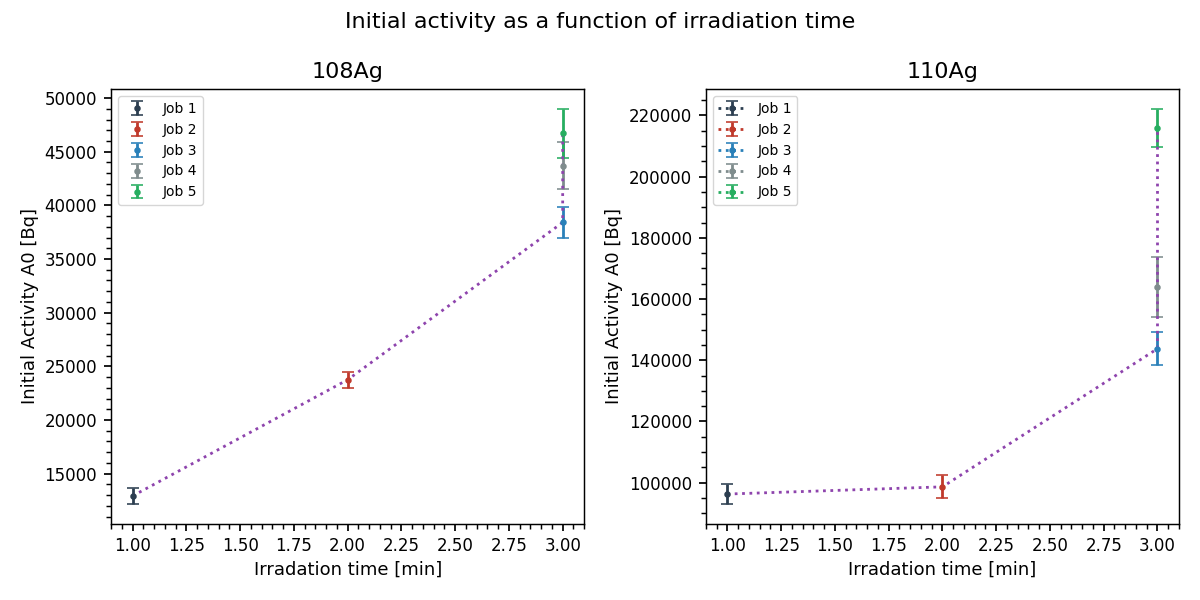 Initial activity as a function of irradiation time
108Ag
Initial Activity A0 [Bq]
50000
45000
40000
35000
30000
25000
20000
15000
Job 1
Job 2
Job 3
Job 4
Job 5
1.00 1.25 1.50 1.75 2.00 2.25 2.50 2.75 3.00
Irradation time [min]
110Ag
Initial Activity A0 [Bq]
220000
200000
180000
160000
140000
120000
100000
Job 1
Job 2
Job 3
Job 4
Job 5
1.00 1.25 1.50 1.75 2.00 2.25 2.50 2.75 3.00
Irradation time [min]